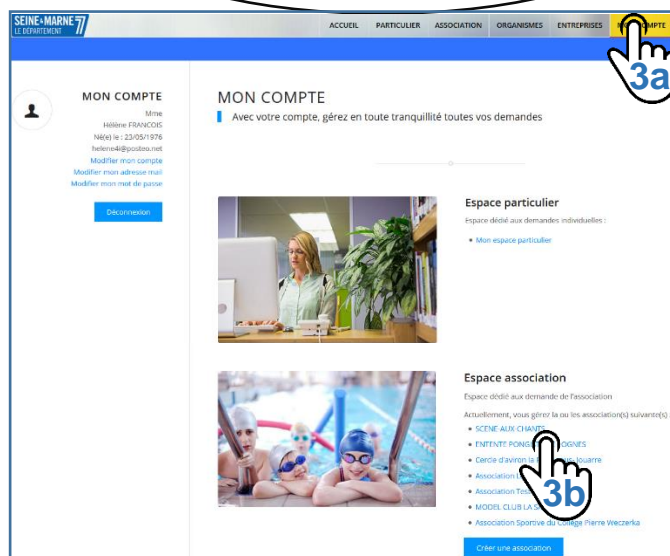 SEINE&MARNE 77
LE DÉPARTEMENT
ACCUEIL PARTICULIER ASSOCIATION ORGANISMES ENTREPRISES COMPTE
3a
MON COMPTE
Mme
Hélène FRANCOIS
Né(e) le : 23/05/1976
helene4i@posteo.net
Modifier mon compte
Modifier mon adresse mail
Modifier mon mot de passe
Déconnexion
MON COMPTE
Avec votre compte, gérez en toute tranquillité toutes vos demandes
Espace particulier
Espace dédié aux demandes individuelles :
Mon espace particulier
Espace association
Espace dédié aux demande de l'association
Actuellement, vous gérez la ou les association(s) suivante(s)
SCENE AUX CHANTS
ENTENTE
Cercle d'aviron la Jouarre
Association
Association
MODEL CLUB LA
3b
Association Sportive du Collège Pierre Weczerka
Créer une association